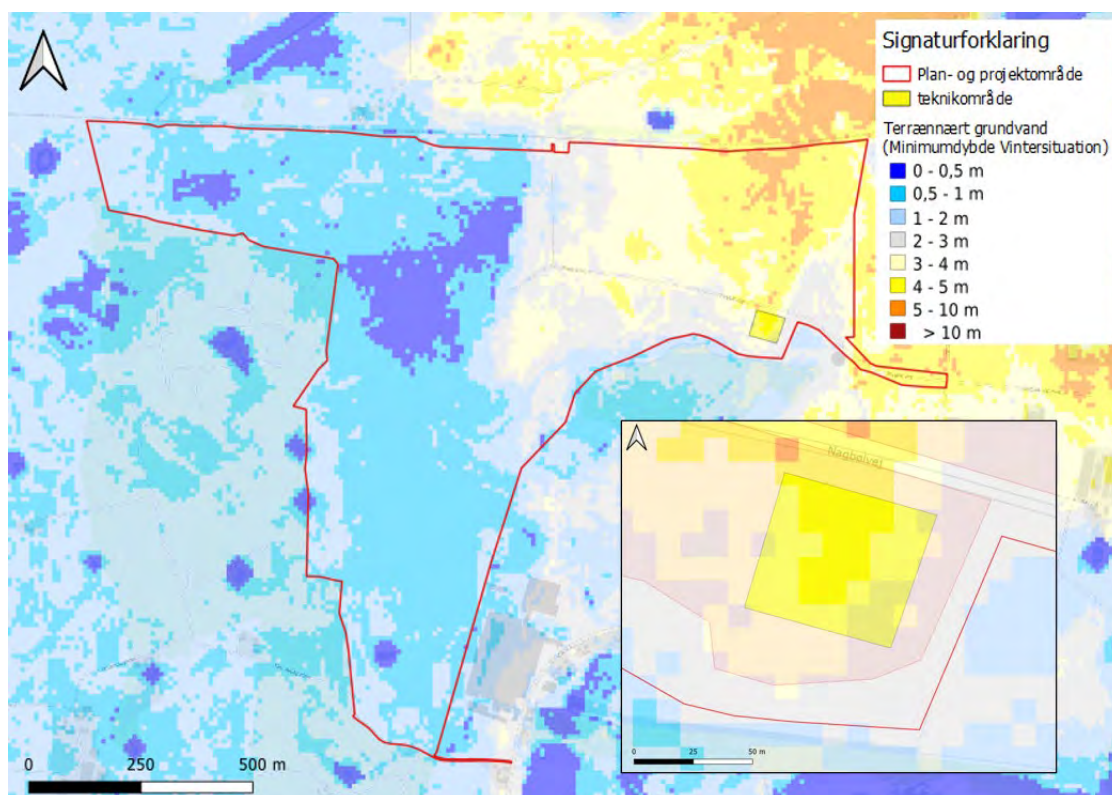 Signaturforklaring
Plan- og projektområde
teknikområde
Terrænnært grundvand
(Minimumdybde Vintersituation)
0 - 0,5 m
0,5 - 1 m
1 - 2 m
2 - 3 m
3 - 4 m
4 - 5 m
5 - 10 m
> 10 m
Nagbølvej
0 25 50 m
0 250 500 m